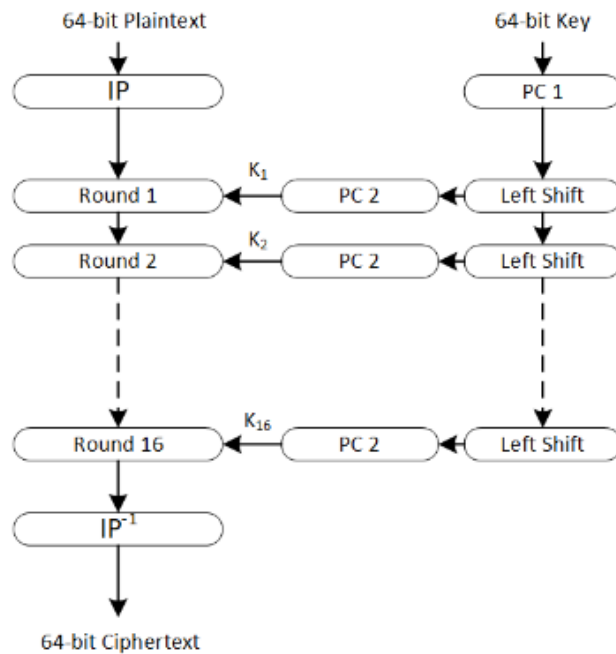 64-bit Plaintext
64-bit Key
IP
PC 1
K₁
Round 1
PC 2
Left Shift
K₂
Round 2
PC 2
Left Shift
K₁₆
Round 16
PC 2
Left Shift
IP⁻¹
64-bit Ciphertext